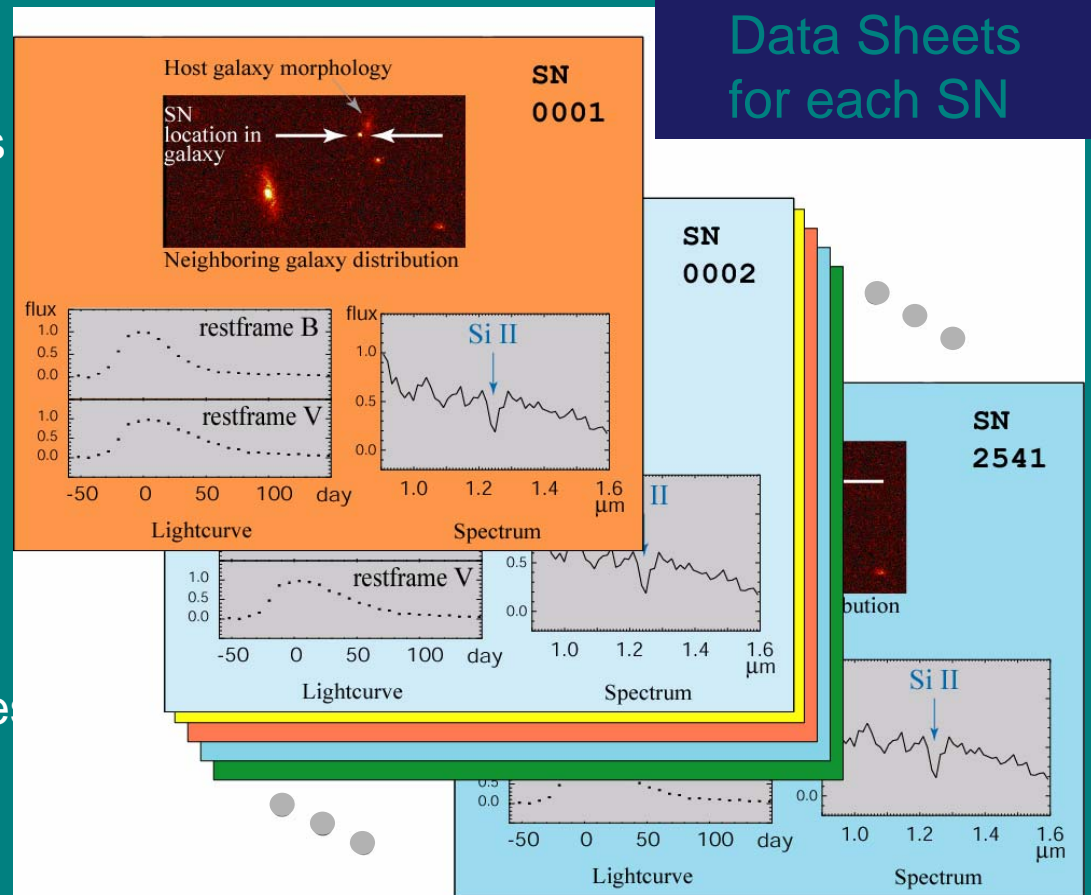 Data Sheets
for each SN
s
es
Host galaxy morphology
SN
0001
SN
location in
galaxy
Neighboring galaxy distribution
flux
1.0
0.5
0.0
restframe B
1.0
0.5
0.0
restframe V
-50 0 50 100 day
Lightcurve
flux
1.0
0.5
0.0
Si II
1.0 1.2 1.4 1.6
μm
Spectrum
SN
0002
1.0
0.5
0.0
restframe V
-50 0 50 100 day
Lightcurve
II
0.5
0.0
1.0 1.2 1.4 1.6
μm
Spectrum
SN
2541
bution
0.5
0.0
-50 0 50 100 day
Lightcurve
Si II
0.0
1.0 1.2 1.4 1.6
μm
Spectrum